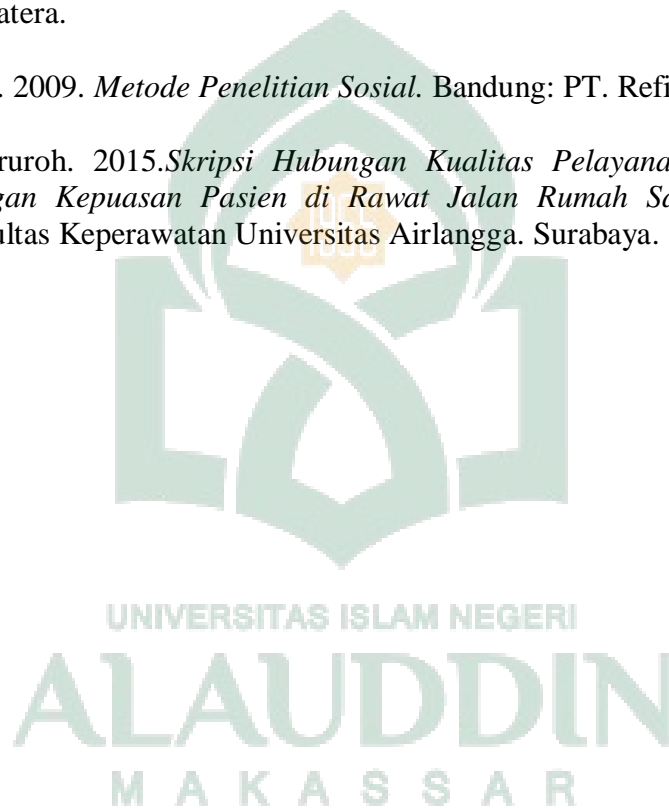 atera.
. 2009. Metode Penelitian Sosial. Bandung: PT. Refi
ruroh. 2015.Skripsi Hubungan Kualitas Pelayana
gan Kepuasan Pasien di Rawat Jalan Rumah Sa
ultas Keperawatan Universitas Airlangga. Surabaya.
1965
UNIVERSITAS ISLAM NEGERI
ALAUDDIN
MAKASSAR